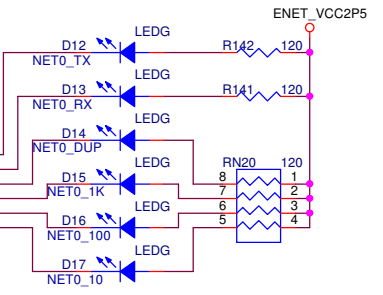 ENET_VCC2P5
D12 LEDG R142 120
NET0_TX
D13 LEDG R141 120
NET0_RX
D14 LEDG
NET0_DUP
D15 LEDG RN20 120
NET0_1K
8 1
7 2
6 3
5 4
D16 LEDG
NET0_100
D17 LEDG
NET0_10